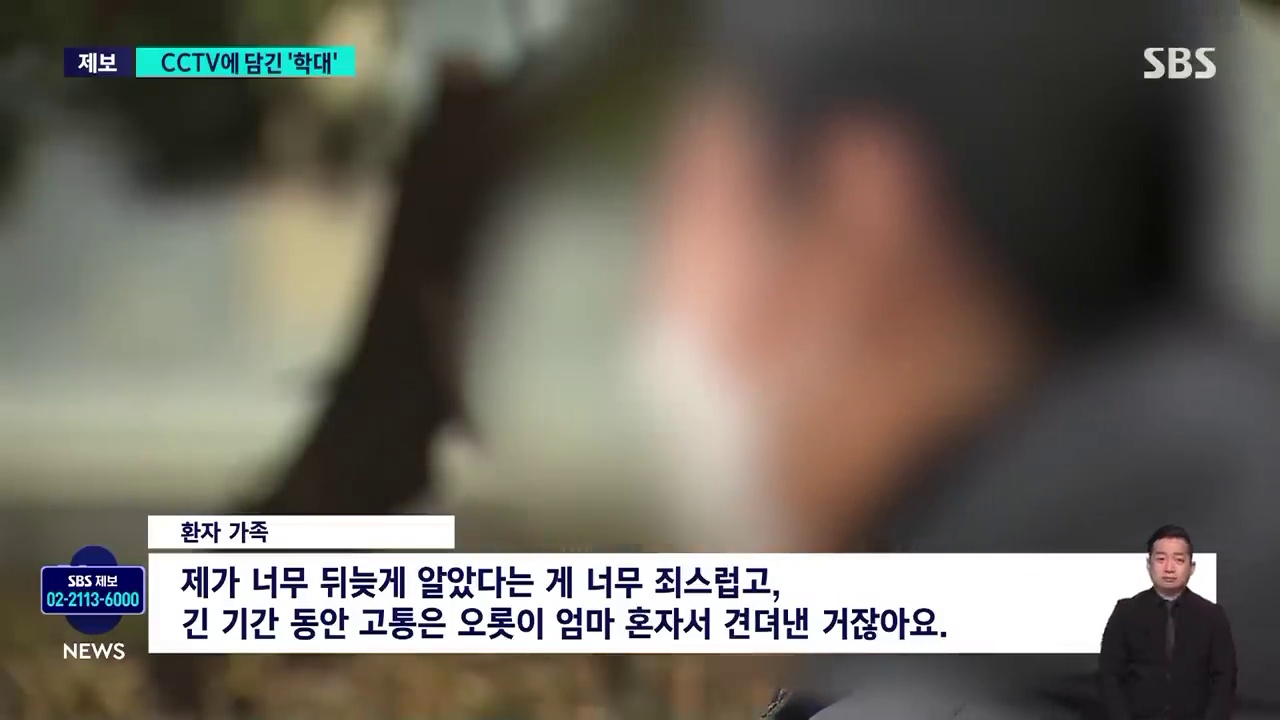 제보 CCTV에 담긴 '학대'
SBS
환자 가족
제가 너무 뒤늦게 알았다는 게 너무 죄스럽고,
긴 기간 동안 고통은 오롯이 엄마 혼자서 견뎌낸 거잖아요.
SBS 제보
02-2113-6000
NEWS